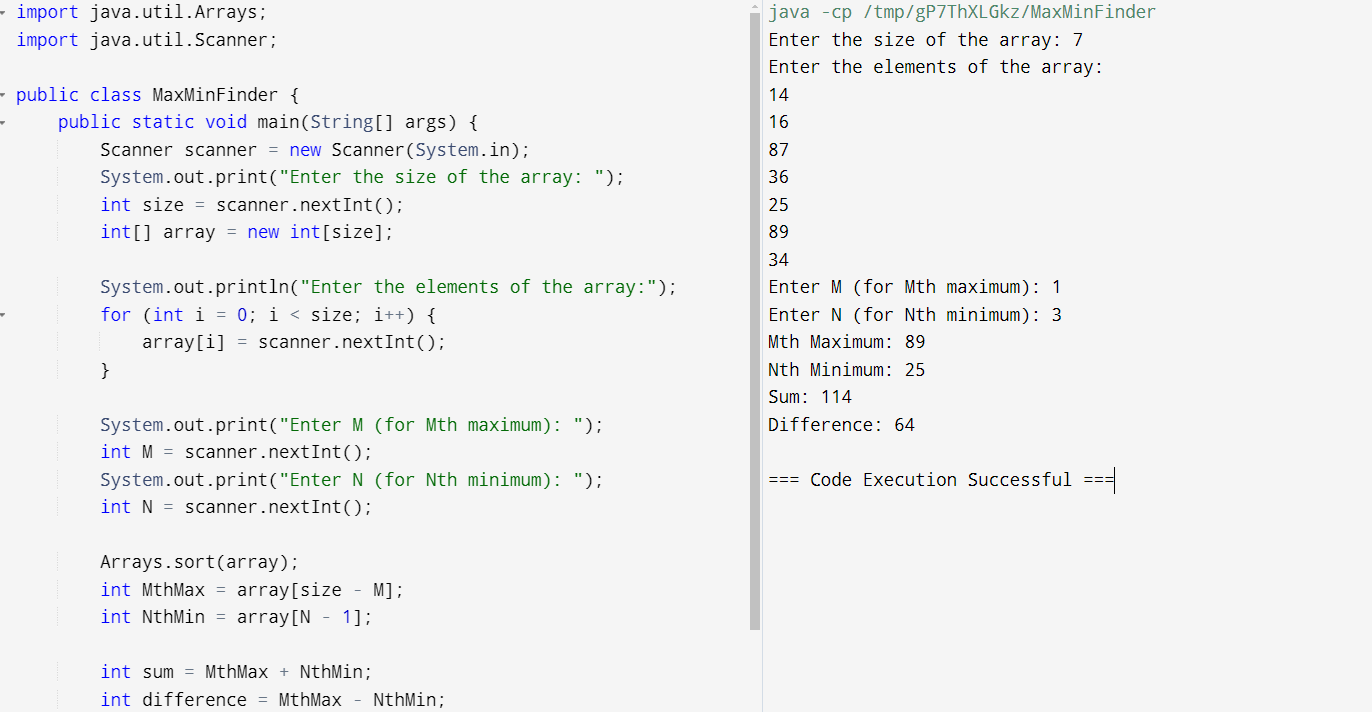 import java.util.Arrays;
import java.util.Scanner;
public class MaxMinFinder {
public static void main(String[] args) {
Scanner scanner = new Scanner(System.in);
System.out.print("Enter the size of the array: ");
int size = scanner.nextInt();
int[] array = new int[size];
System.out.println("Enter the elements of the array:");
for (int i = 0; i < size; i++) {
array[i] = scanner.nextInt();
}
System.out.print("Enter M (for Mth maximum): ");
int M = scanner.nextInt();
System.out.print("Enter N (for Nth minimum): ");
int N = scanner.nextInt();
Arrays.sort(array);
int MthMax = array[size - M];
int NthMin = array[N - 1];
int sum = MthMax + NthMin;
int difference = MthMax - NthMin;
java -cp /tmp/gP7ThXLGkz/MaxMinFinder
Enter the size of the array: 7
Enter the elements of the array:
14
16
87
36
25
89
34
Enter M (for Mth maximum): 1
Enter N (for Nth minimum): 3
Mth Maximum: 89
Nth Minimum: 25
Sum: 114
Difference: 64
=== Code Execution Successful ===